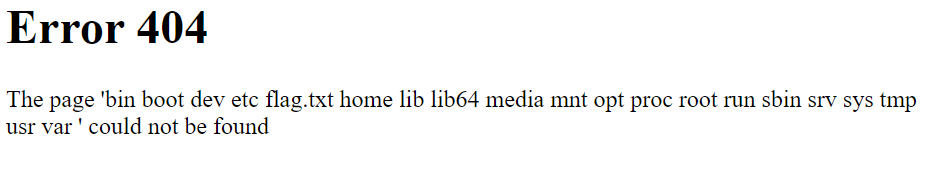 Error 404
The page 'bin boot dev etc flag.txt home lib lib64 media mnt opt proc root run sbin srv sys tmp
usr var ' could not be found